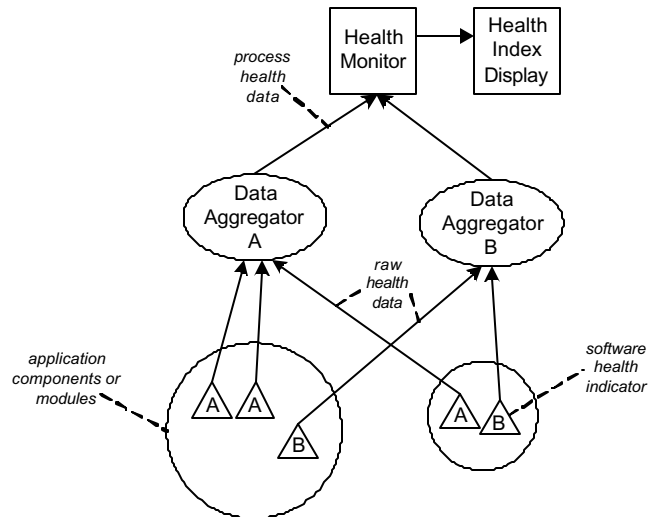 Health
Monitor
Health
Index
Display
process
health
data
Data
Aggregator
A
Data
Aggregator
B
raw
health
data
application
components or
modules
software
health
indicator
A
A
B
A
B